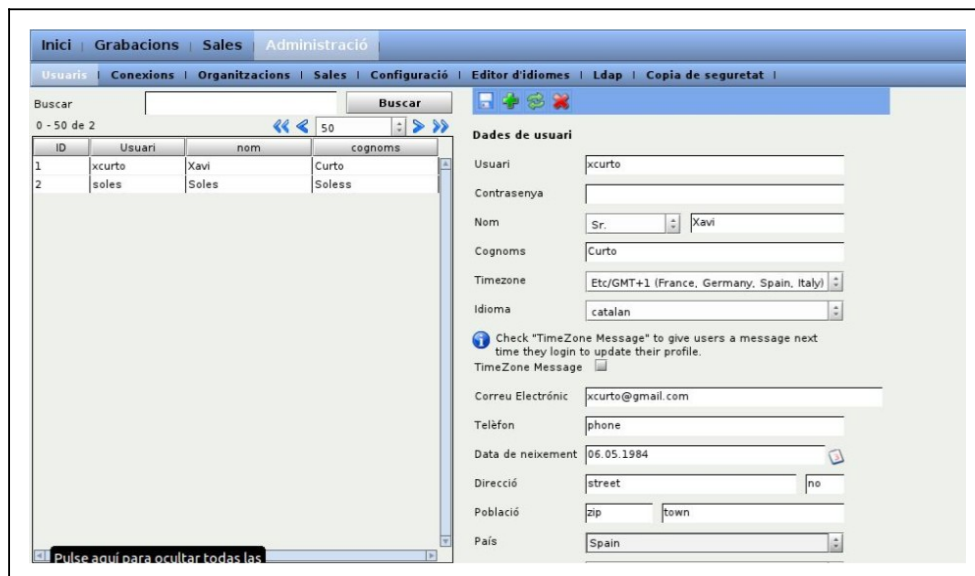 Inici | Grabacions | Sales | Administració |
Usuaris | Conexions | Organitzacions | Sales | Configuració | Editor d'idiomes | Ldap | Copia de seguretat |
Buscar Buscar
0 - 50 de 2 50
ID Usuari nom cognoms
1 xcurto Xavi Curto
2 soles Soles Soless
Pulse aquí para ocultar todas las
Dades de usuari
Usuari xcurto
Contrasenya
Nom Sr. Xavi
Cognoms Curto
Timezone Etc/GMT+1 (France, Germany, Spain, Italy)
Idioma catalan
Check "TimeZone Message" to give users a message next
time they login to update their profile.
TimeZone Message
Correu Electrónic xcurto@gmail.com
Telèfon phone
Data de neixement 06.05.1984
Direcció street no
Població zip town
País Spain